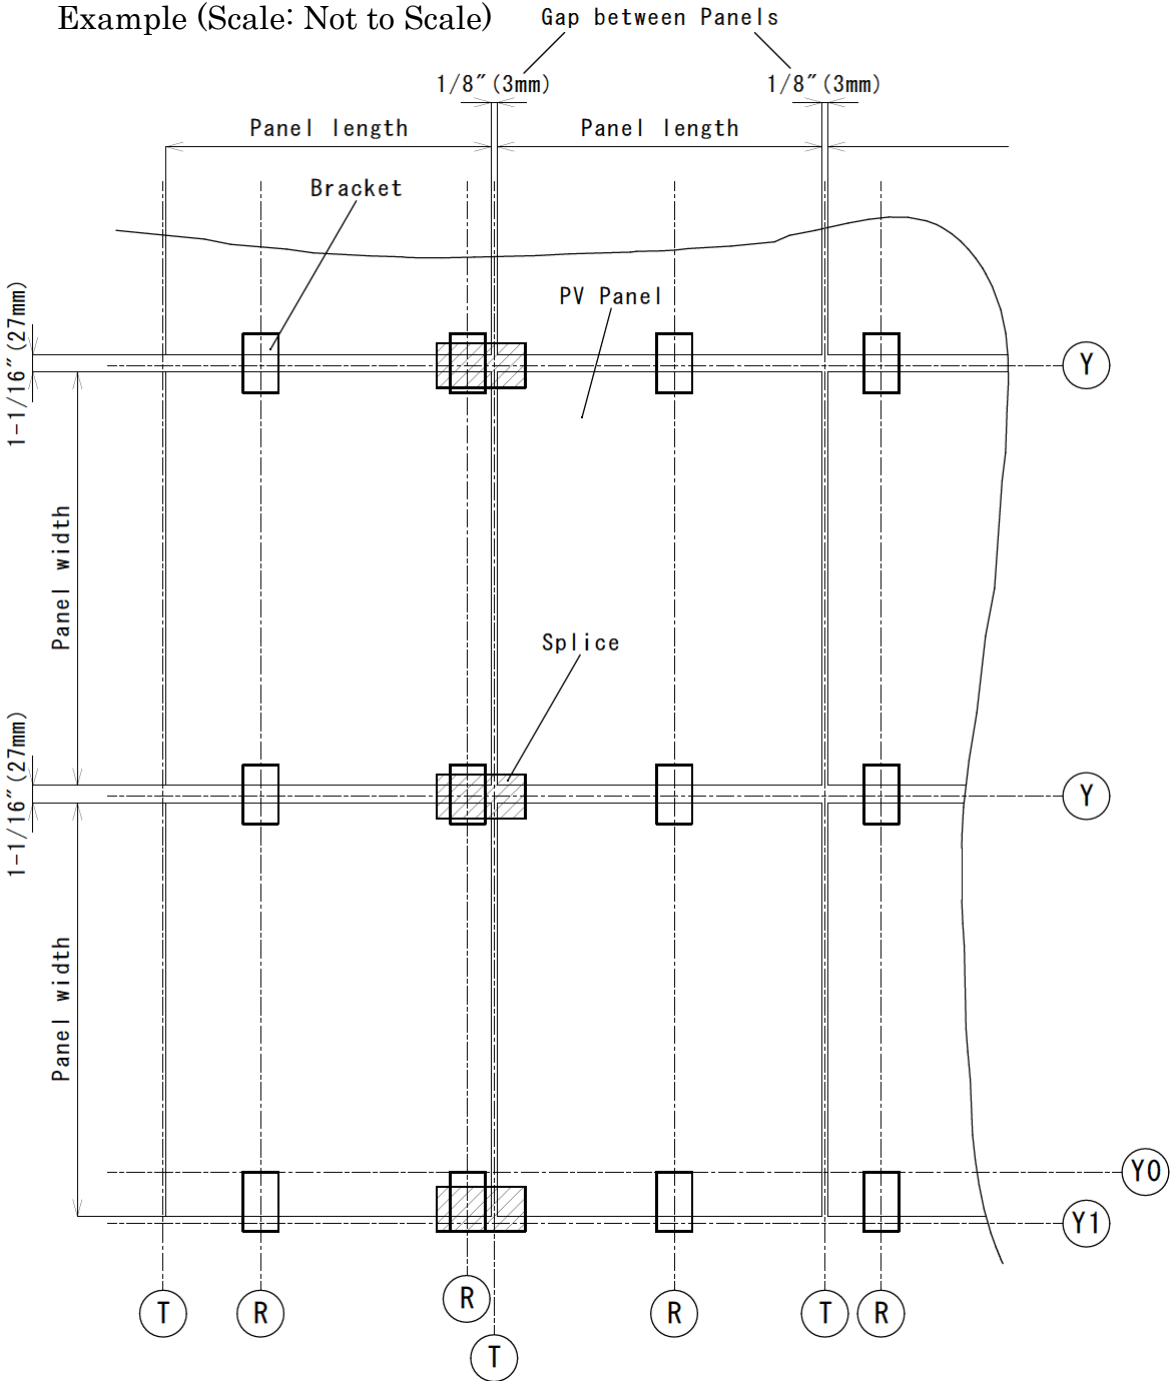 Example (Scale: Not to Scale)
Gap between Panels
1/8"(3mm)
1/8"(3mm)
Panel length
Panel length
Bracket
PV Panel
1-1/16"(27mm)
Y
Panel width
Splice
1-1/16"(27mm)
Y
Panel width
Y0
Y1
T
R
R
T
R
T
R